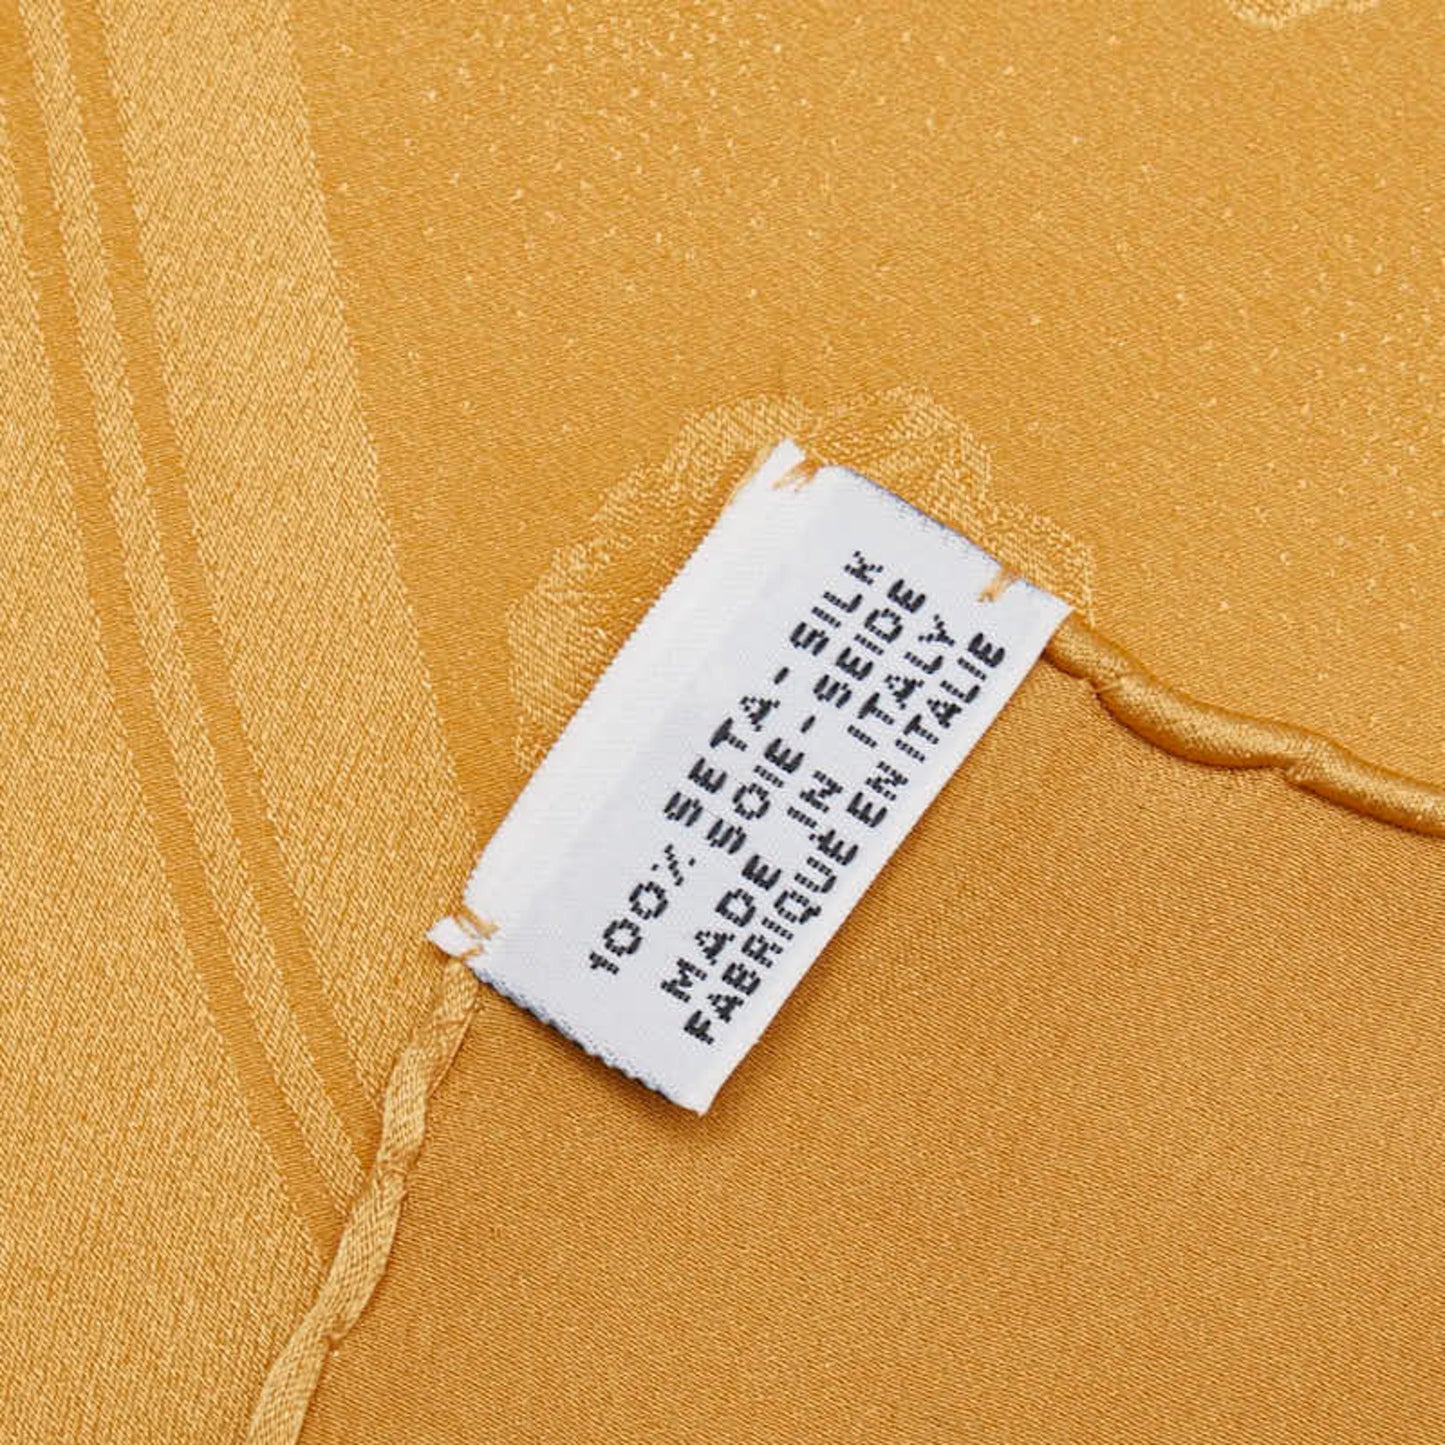 100% SETA - SILK
SOIE - SEIDE
MADE IN ITALY
FABRIQUÉ EN ITALIE